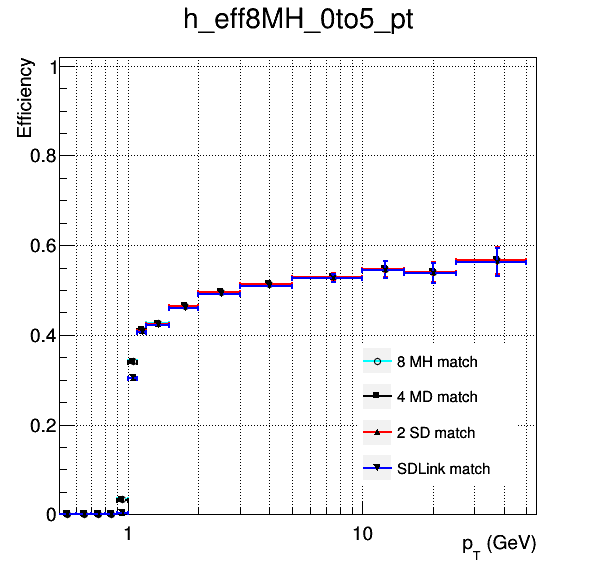 h_eff8MH_0to5_pt
Efficiency
1
0.8
0.6
0.4
0.2
0
8 MH match
4 MD match
2 SD match
SDLink match
1
10
p_T (GeV)